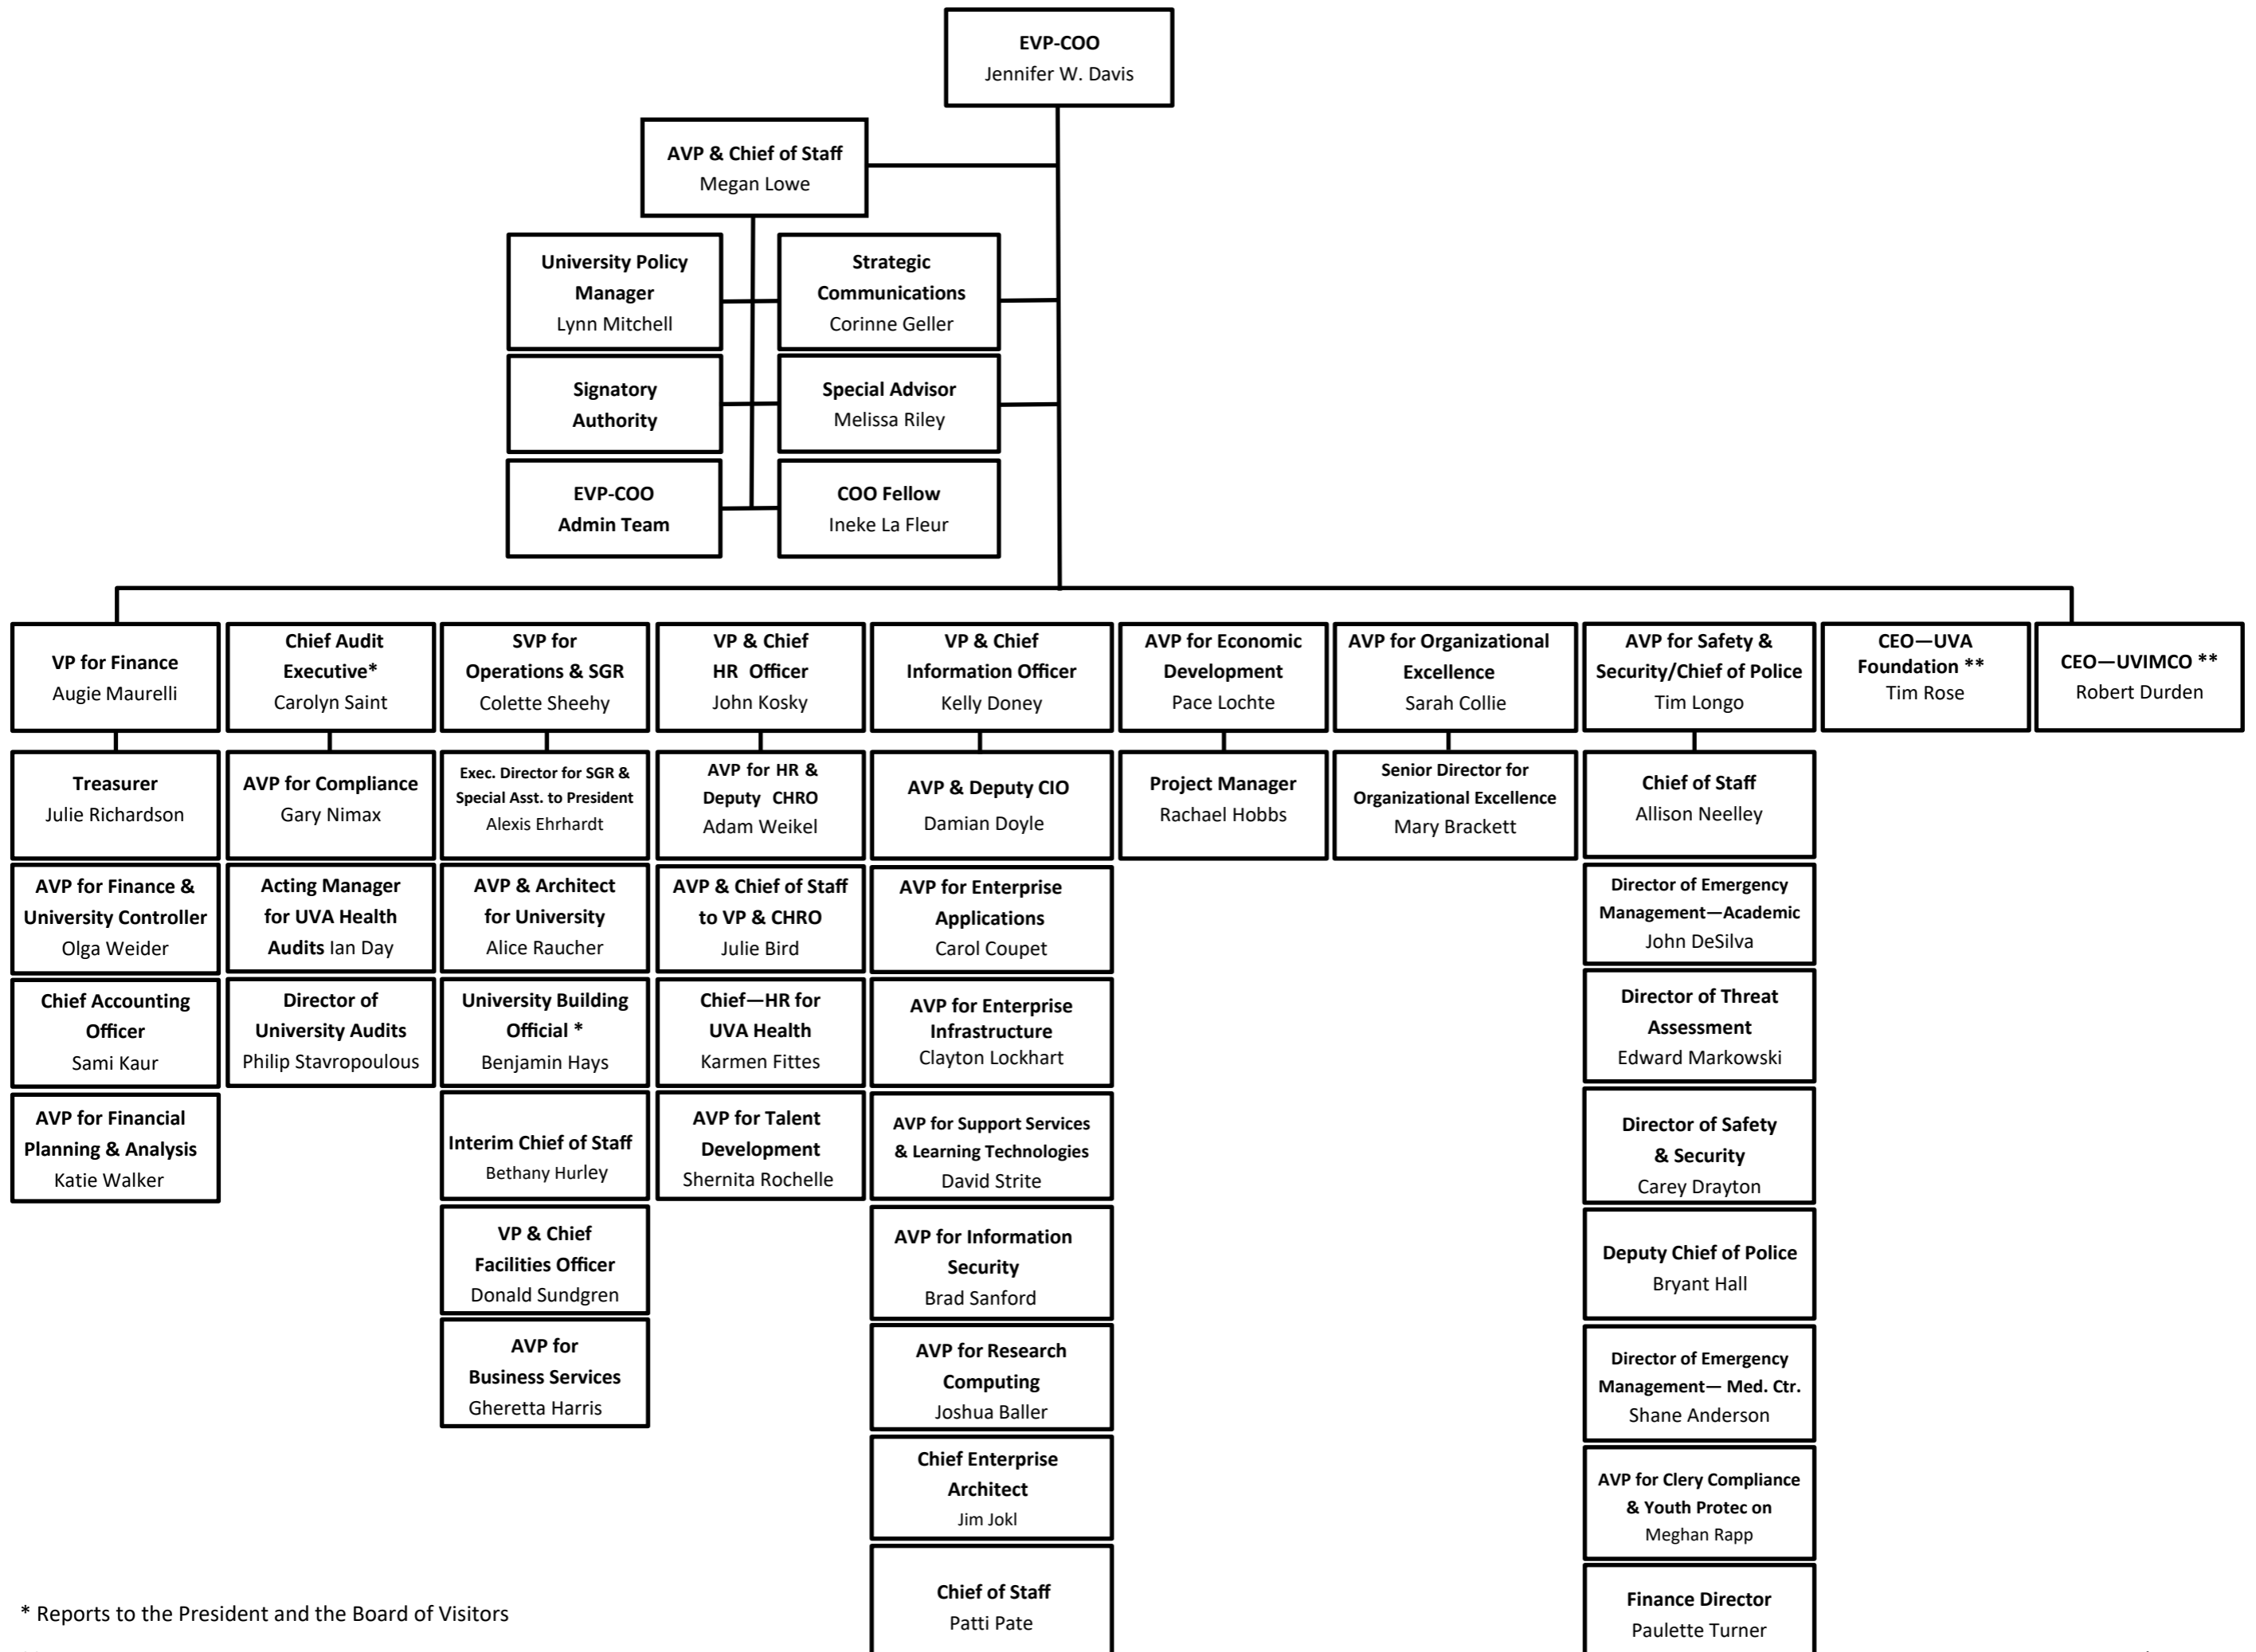 EVP-COO
Jennifer W. Davis
AVP & Chief of Staff
Megan Lowe
University Policy
Manager
Lynn Mitchell
Strategic
Communications
Corinne Geller
Signatory
Authority
Special Advisor
Melissa Riley
EVP-COO
Admin Team
COO Fellow
Ineke La Fleur
VP for Finance
Augie Maurelli
Chief Audit
Executive*
Carolyn Saint
SVP for
Operations & SGR
Colette Sheehy
VP & Chief
HR Officer
John Kosky
VP & Chief
Information Officer
Kelly Doney
AVP for Economic
Development
Pace Lochte
AVP for Organizational
Excellence
Sarah Collie
AVP for Safety &
Security/Chief of Police
Tim Longo
CEO—UVA
Foundation **
Tim Rose
CEO—UVIMCO **
Robert Durden
Treasurer
Julie Richardson
AVP for Compliance
Gary Nimax
Exec. Director for SGR &
Special Asst. to President
Alexis Ehrhardt
AVP for HR &
Deputy CHRO
Adam Weikel
AVP & Deputy CIO
Damian Doyle
Project Manager
Rachael Hobbs
Senior Director for
Organizational Excellence
Mary Brackett
Chief of Staff
Allison Neelley
AVP for Finance &
University Controller
Olga Weider
Acting Manager
for UVA Health
Audits Ian Day
AVP & Architect
for University
Alice Raucher
AVP & Chief of Staff
to VP & CHRO
Julie Bird
AVP for Enterprise
Applications
Carol Coupet
Director of Emergency
Management—Academic
John DeSilva
Chief Accounting
Officer
Sami Kaur
Director of
University Audits
Philip Stavropoulous
University Building
Official *
Benjamin Hays
Chief—HR for
UVA Health
Karmen Fittes
AVP for Enterprise
Infrastructure
Clayton Lockhart
Director of Threat
Assessment
Edward Markowski
AVP for Financial
Planning & Analysis
Katie Walker
Interim Chief of Staff
Bethany Hurley
AVP for Talent
Development
Shernita Rochelle
AVP for Support Services
& Learning Technologies
David Strite
Director of Safety
& Security
Carey Drayton
VP & Chief
Facilities Officer
Donald Sundgren
AVP for Information
Security
Brad Sanford
Deputy Chief of Police
Bryant Hall
AVP for
Business Services
Gheretta Harris
AVP for Research
Computing
Joshua Baller
Director of Emergency
Management— Med. Ctr.
Shane Anderson
Chief Enterprise
Architect
Jim Jokl
AVP for Clery Compliance
& Youth Protec on
Meghan Rapp
Chief of Staff
Patti Pate
Finance Director
Paulette Turner
* Reports to the President and the Board of Visitors